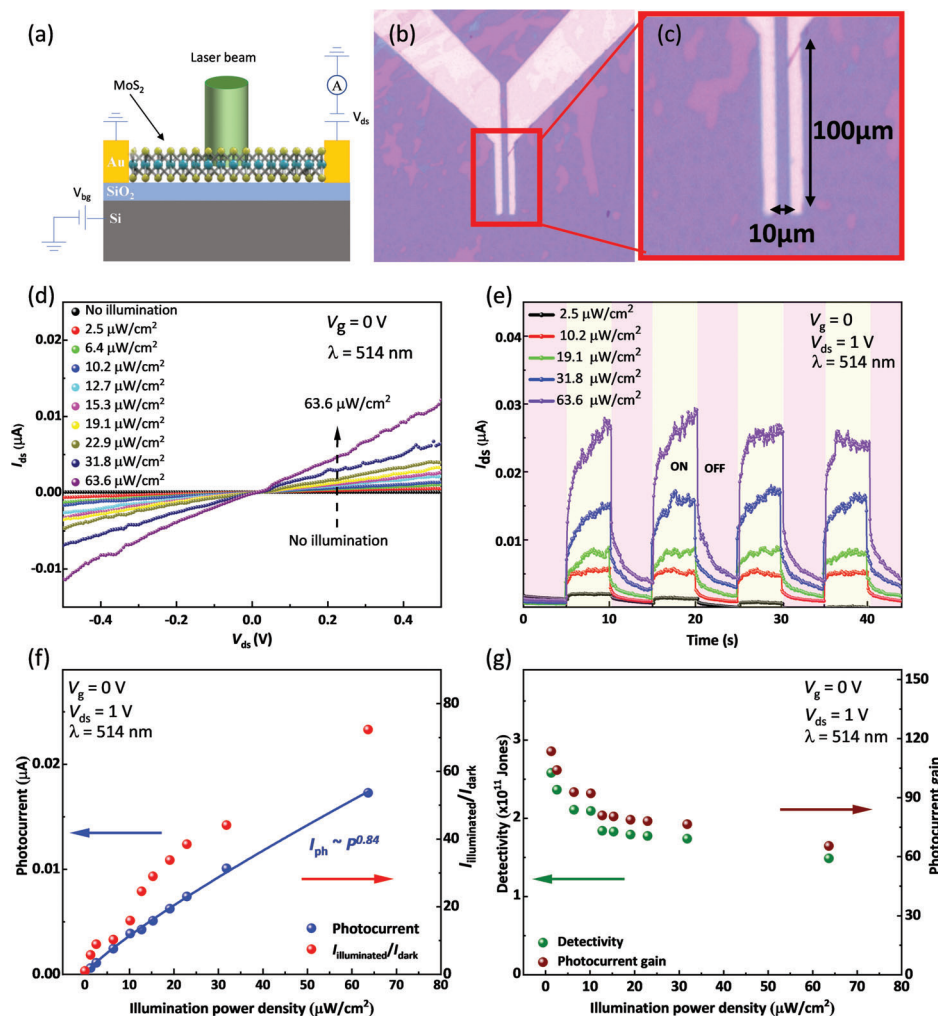 (a)
Laser beam
MoS2
A
Vds
Au
SiO2
Vbg
Si
(b)
(c)
100μm
10μm
(d)
No illumination
2.5 μW/cm²
6.4 μW/cm²
10.2 μW/cm²
12.7 μW/cm²
15.3 μW/cm²
19.1 μW/cm²
22.9 μW/cm²
31.8 μW/cm²
63.6 μW/cm²
Vg = 0 V
λ = 514 nm
63.6 μW/cm²
No illumination
Ids (μA)
0.02
0.01
0.00
-0.01
-0.4 -0.2 0.0 0.2 0.4
Vds (V)
(e)
2.5 μW/cm²
10.2 μW/cm²
19.1 μW/cm²
31.8 μW/cm²
63.6 μW/cm²
Vg = 0
Vds = 1 V
λ = 514 nm
ON OFF
Ids (μA)
0.04
0.03
0.02
0.01
0 10 20 30 40
Time (s)
(f)
Vg = 0 V
Vds = 1 V
λ = 514 nm
Iph ~ P^0.84
Photocurrent
Iilluminated/Idark
Photocurrent (μA)
0.02
0.01
0.00
Iilluminated/Idark
80
60
40
20
0
0 10 20 30 40 50 60 70 80
Illumination power density (μW/cm²)
(g)
Vg = 0 V
Vds = 1 V
λ = 514 nm
Detectivity
Photocurrent gain
Detectivity (x10¹¹ Jones)
3
2
1
0
Photocurrent gain
150
120
90
60
30
0
0 10 20 30 40 50 60 70 80
Illumination power density (μW/cm²)